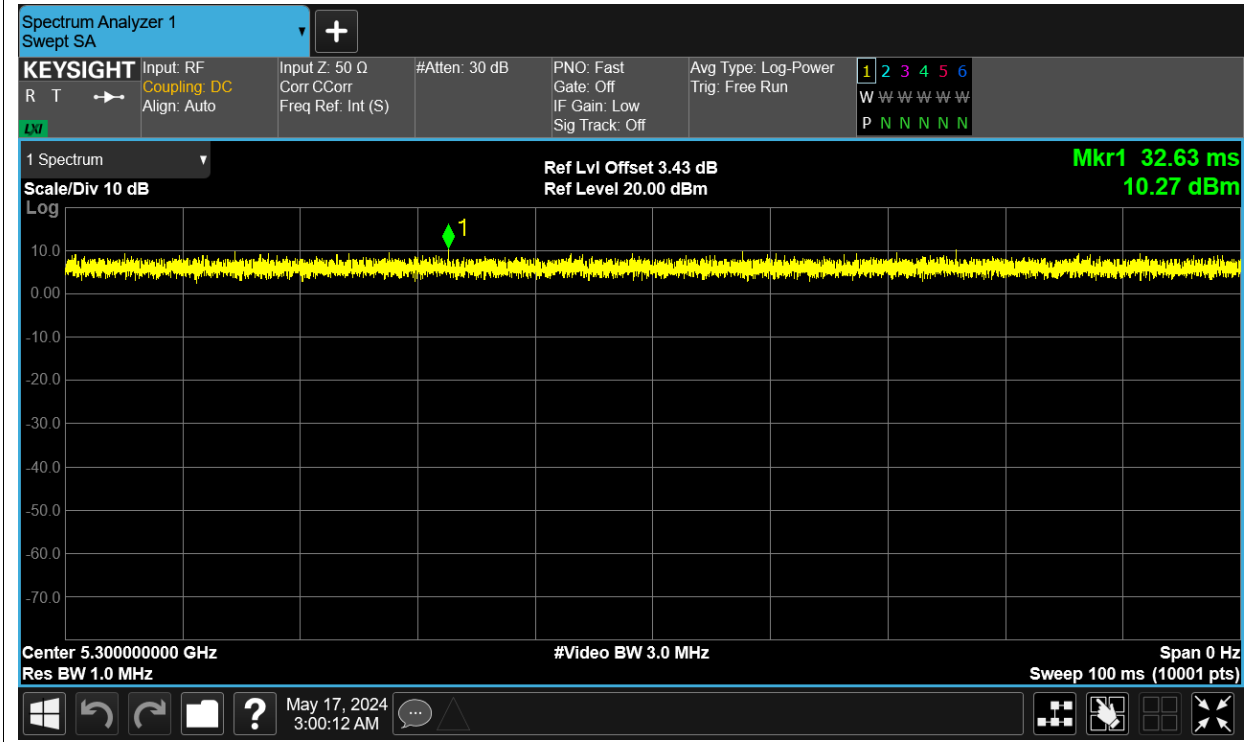 Spectrum Analyzer 1
Swept SA
KEYSIGHT
R T
LXI
Input: RF
Coupling: DC
Align: Auto
Input Z: 50 Ω
Corr CCorr
Freq Ref: Int (S)
#Atten: 30 dB
PNO: Fast
Gate: Off
IF Gain: Low
Sig Track: Off
Avg Type: Log-Power
Trig: Free Run
1 2 3 4 5 6
W W W W W W
P N N N N N
1 Spectrum
Scale/Div 10 dB
Log
Ref Lvl Offset 3.43 dB
Ref Level 20.00 dBm
Mkr1 32.63 ms
10.27 dBm
1
10.0
0.00
-10.0
-20.0
-30.0
-40.0
-50.0
-60.0
-70.0
Center 5.300000000 GHz
#Video BW 3.0 MHz
Span 0 Hz
Res BW 1.0 MHz
Sweep 100 ms (10001 pts)
?
May 17, 2024
3:00:12 AM